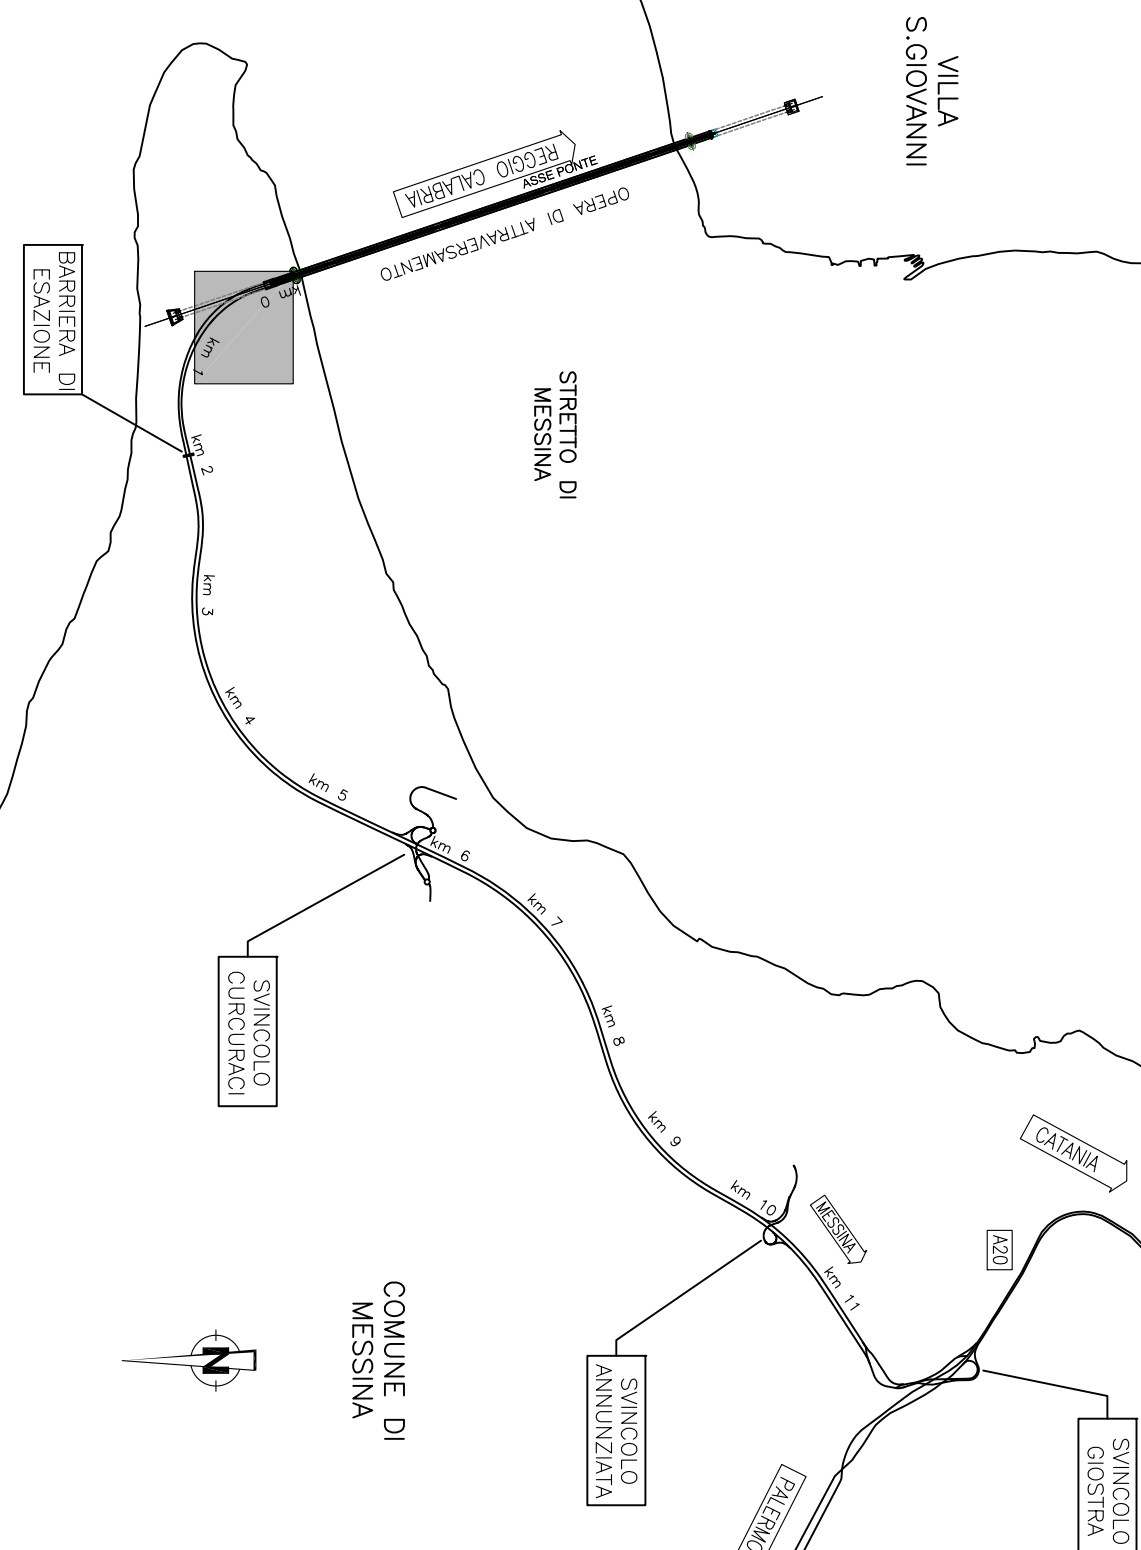 VILLA
S.GIOVANNI
REGGIO CALABRIA
ASSE PONTE
OPERA DI ATTRAVERSAMENTO
STRETTO DI
MESSINA
BARRIERA DI
ESAZIONE
km 0
km 1
km 2
km 3
km 4
km 5
km 6
km 7
km 8
km 9
km 10
km 11
SVINCOLO
CURCURACI
CATANIA
MESSINA
A20
COMUNE DI
MESSINA
N
SVINCOLO
ANNUNZIATA
SVINCOLO
GIOSTRA
PALERMO